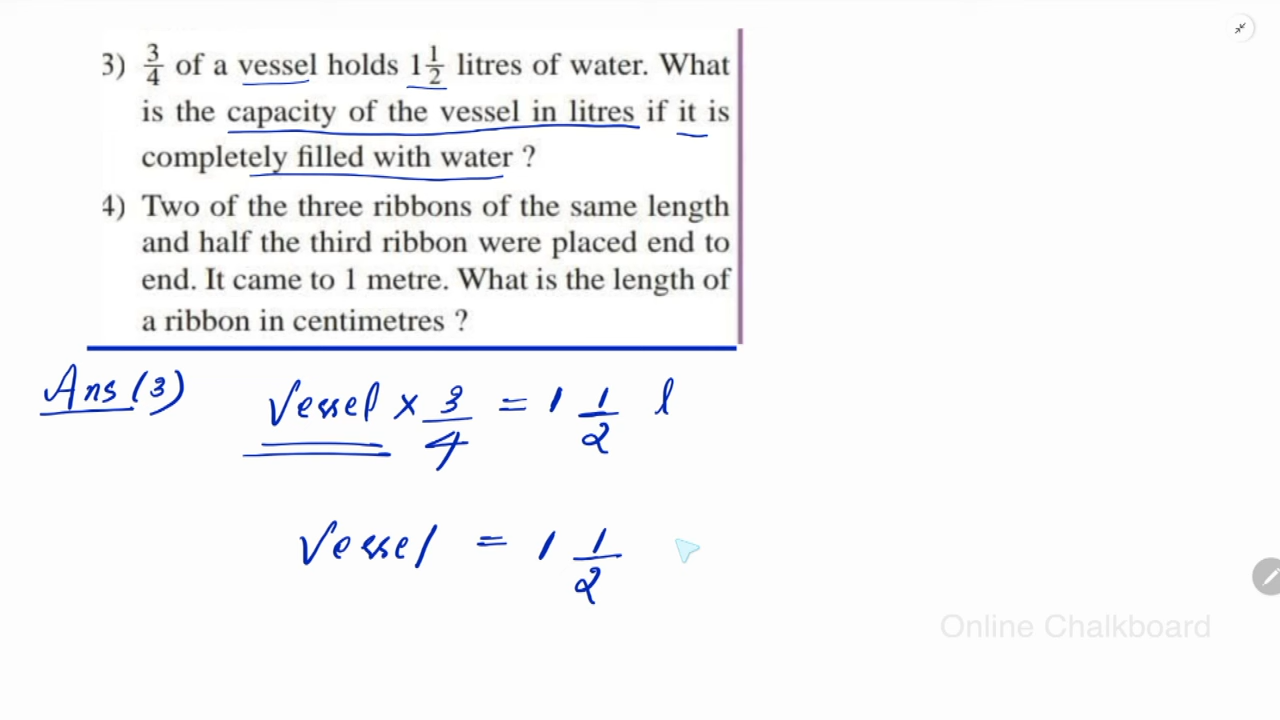 3) 3/4 of a vessel holds 1 1/2 litres of water. What
is the capacity of the vessel in litres if it is
completely filled with water ?
4) Two of the three ribbons of the same length
and half the third ribbon were placed end to
end. It came to 1 metre. What is the length of
a ribbon in centimetres ?
Ans (3) Vessel × 3/4 = 1 1/2 l
Vessel = 1 1/2
Online Chalkboard